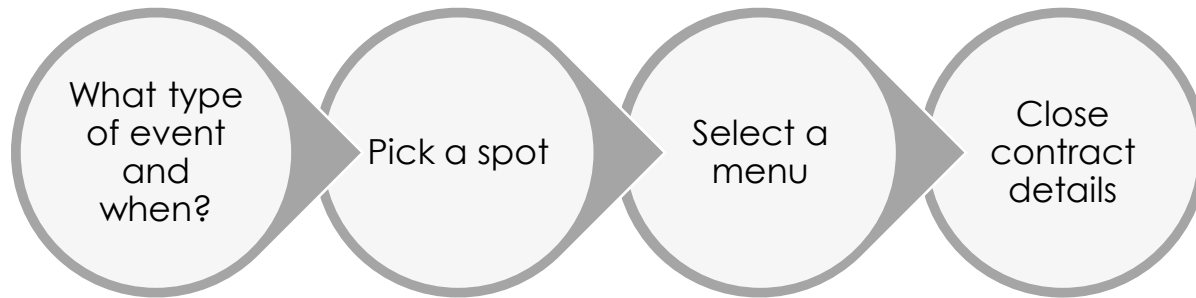 What type
of event
and
when?
Pick a spot
Select a
menu
Close
contract
details